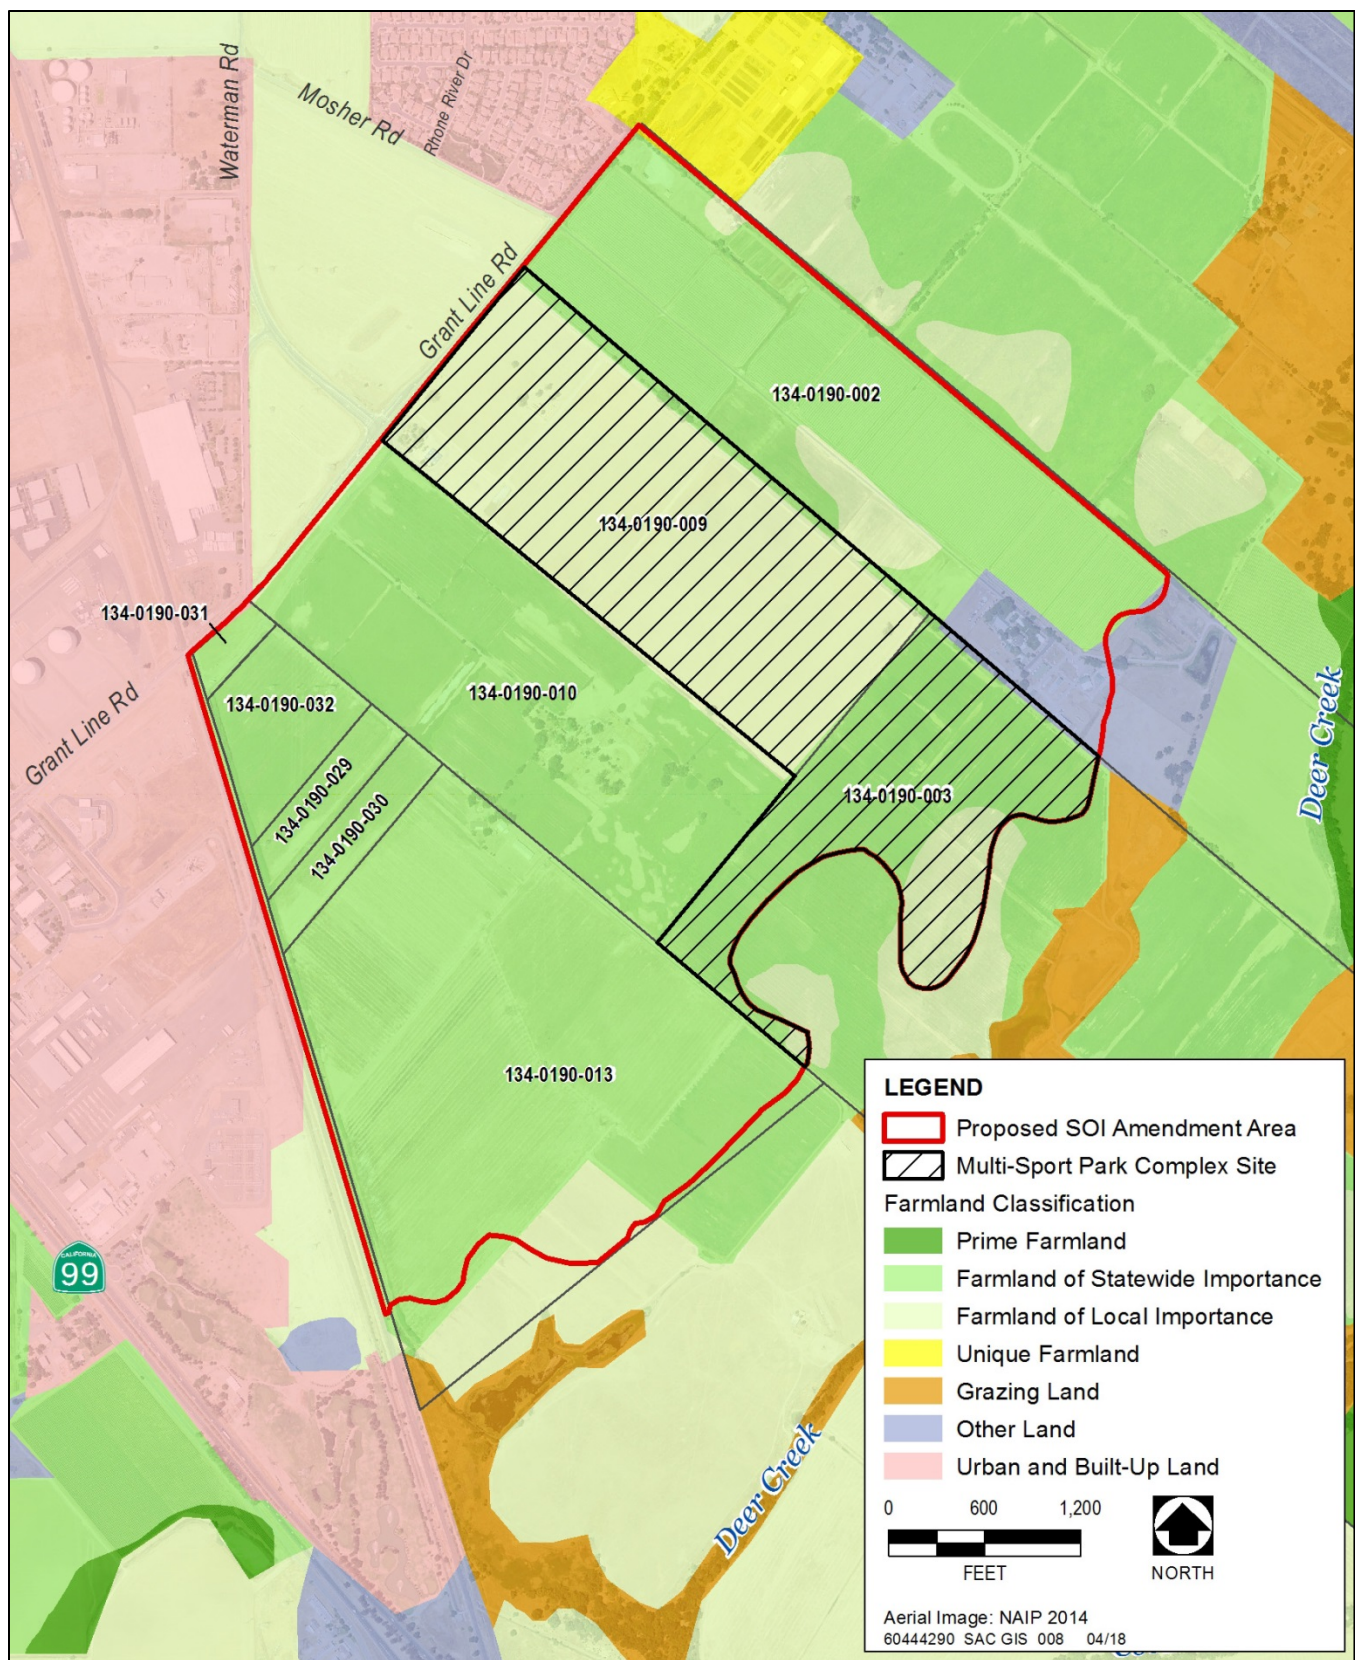 Waterman Rd
Mosher Rd
Rhone River Dr
Grant Line Rd
134-0190-002
134-0190-009
134-0190-031
134-0190-032
134-0190-010
Grant Line Rd
134-0190-029
134-0190-030
134-0190-003
Deer Creek
134-0190-013
CALIFORNIA
99
Deer Creek
LEGEND
Proposed SOI Amendment Area
Multi-Sport Park Complex Site
Farmland Classification
Prime Farmland
Farmland of Statewide Importance
Farmland of Local Importance
Unique Farmland
Grazing Land
Other Land
Urban and Built-Up Land
0 600 1,200
FEET
NORTH
Aerial Image: NAIP 2014
60444290 SAC GIS 008 04/18